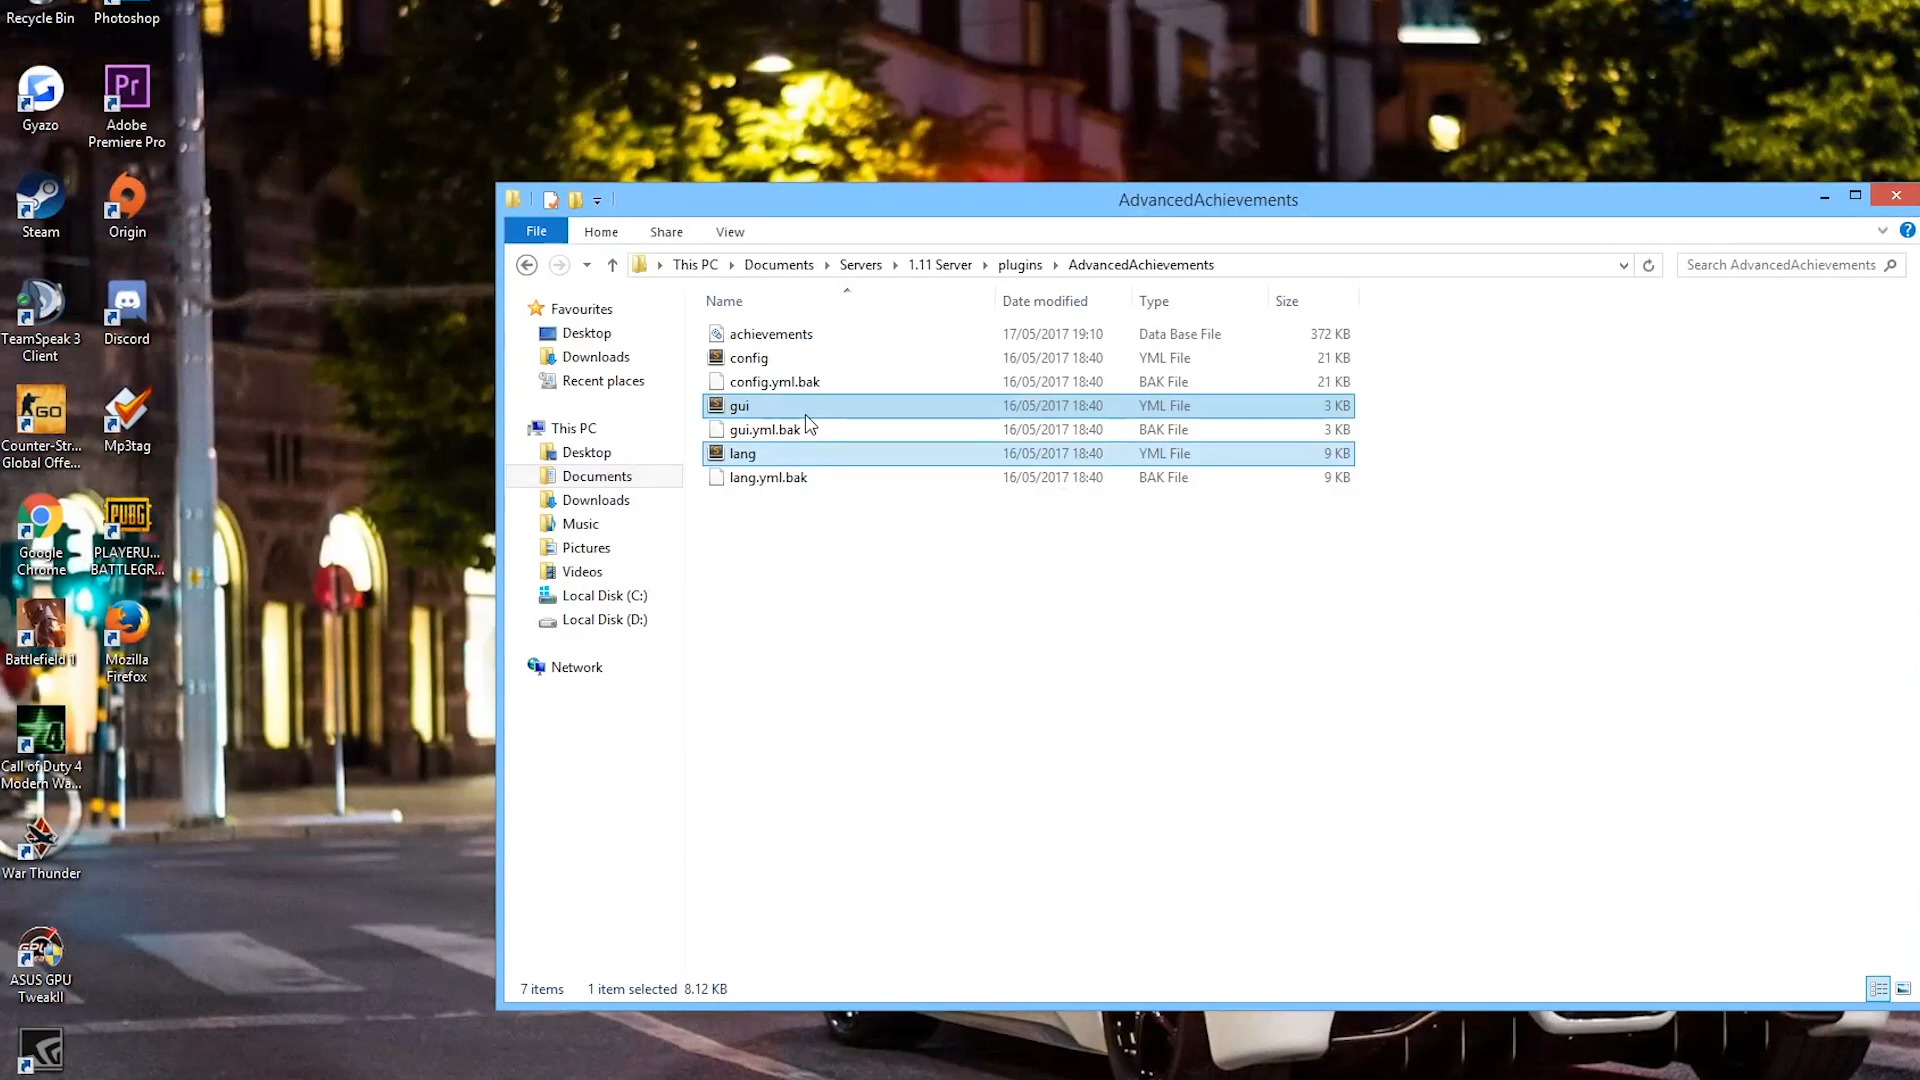 Recycle Bin
Photoshop
Gyazo
Adobe
Premiere Pro
Steam
Origin
TeamSpeak 3
Client
Discord
Counter-Str...
Global Offe...
Mp3tag
Google
Chrome
PLAYERU...
BATTLEGR...
Battlefield 1
Mozilla
Firefox
Call of Duty 4
Modern Wa...
War Thunder
ASUS GPU
TweakII
AdvancedAchievements
File Home Share View
This PC Documents Servers 1.11 Server plugins AdvancedAchievements
Search AdvancedAchievements
Favourites
Desktop
Downloads
Recent places
This PC
Desktop
Documents
Downloads
Music
Pictures
Videos
Local Disk (C:)
Local Disk (D:)
Network
Name Date modified Type Size
achievements 17/05/2017 19:10 Data Base File 372 KB
config 16/05/2017 18:40 YML File 21 KB
config.yml.bak 16/05/2017 18:40 BAK File 21 KB
gui 16/05/2017 18:40 YML File 3 KB
gui.yml.bak 16/05/2017 18:40 BAK File 3 KB
lang 16/05/2017 18:40 YML File 9 KB
lang.yml.bak 16/05/2017 18:40 BAK File 9 KB
7 items 1 item selected 8.12 KB
Pr
GO
PUBG
4